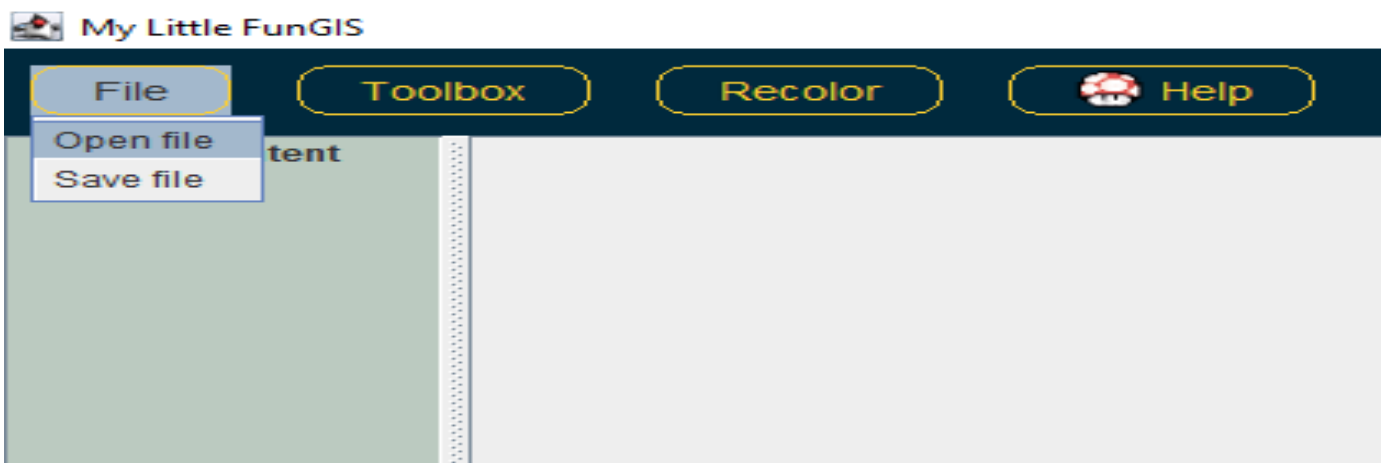 My Little FunGIS
File Toolbox Recolor Help
Open file
tent
Save file